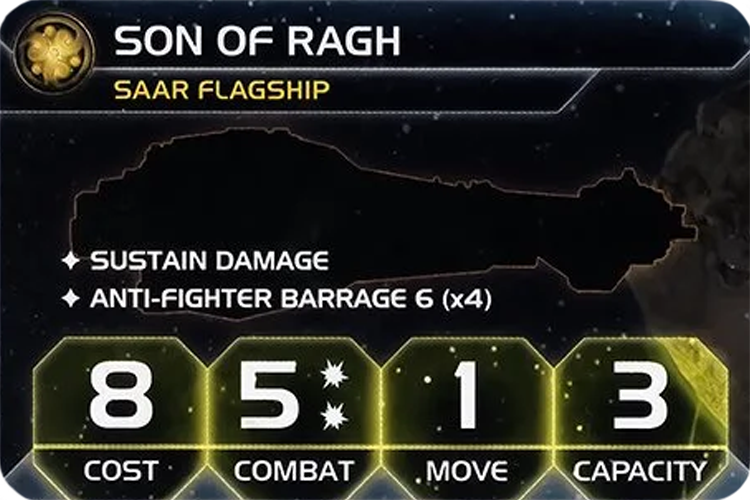 SON OF RAGH
SAAR FLAGSHIP
✦ SUSTAIN DAMAGE
✦ ANTI-FIGHTER BARRAGE 6 (x4)
8 5 1 3
COST COMBAT MOVE CAPACITY